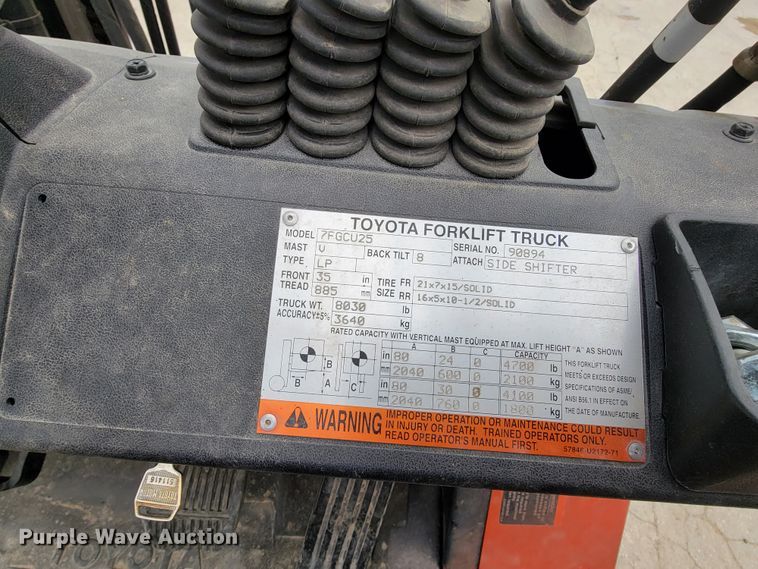 TOYOTA FORKLIFT TRUCK
MODEL 7FGCU25 SERIAL NO. 90894
MAST V BACK TILT 8 ATTACH SIDE SHIFTER
TYPE LP
FRONT 35 in TIRE FR 21x7x15/SOLID
TREAD 885 mm SIZE RR 16x5x10-1/2/SOLID
TRUCK WT. 8030 lb
ACCURACY±5% 3640 kg
RATED CAPACITY WITH VERTICAL MAST EQUIPPED AT MAX. LIFT HEIGHT "A" AS SHOWN
A B C CAPACITY
in 80 24 0 4700 lb THIS FORKLIFT TRUCK
mm 2040 600 0 2100 kg MEETS OR EXCEEDS DESIGN
in 80 30 0 4100 lb SPECIFICATIONS OF ASME/
mm 2040 760 0 1800 kg ANSI B56.1 IN EFFECT ON
THE DATE OF MANUFACTURE
B A B C
WARNING IMPROPER OPERATION OR MAINTENANCE COULD RESULT
IN INJURY OR DEATH. TRAINED OPERATORS ONLY.
READ OPERATOR'S MANUAL FIRST.
57846-U2172-71
511416
TOYOTA
Purple Wave Auction